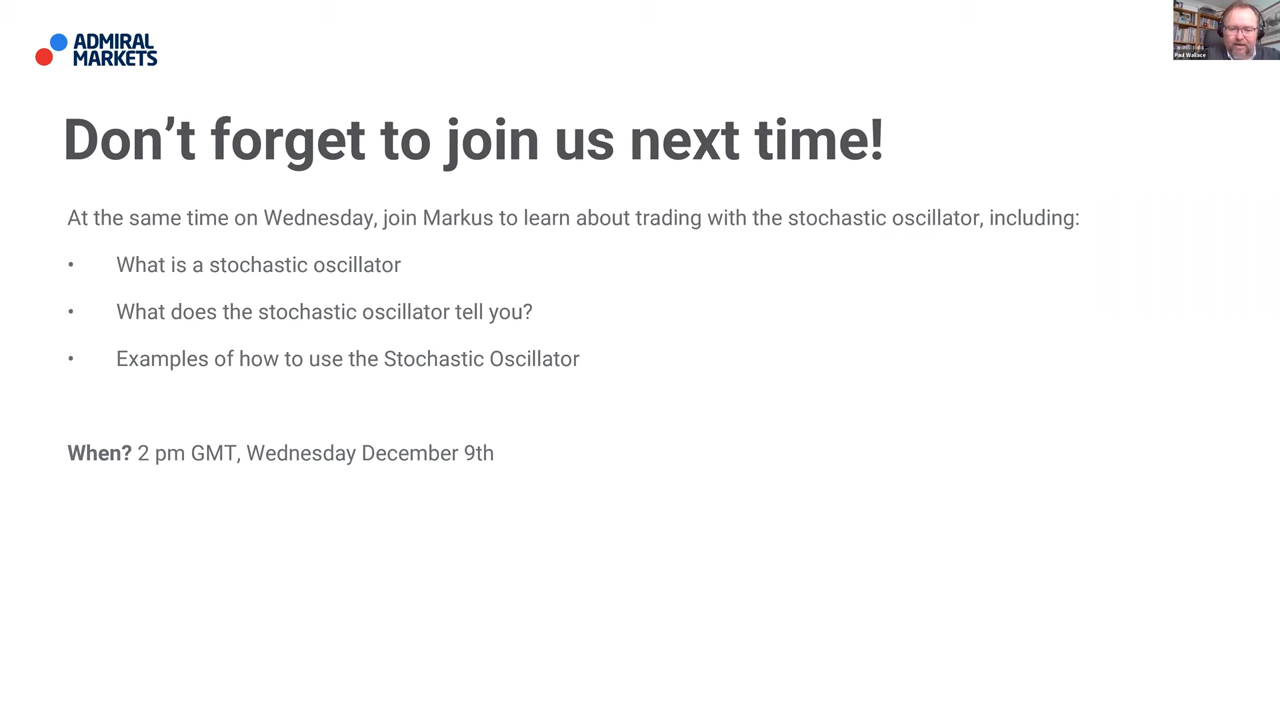 ADMIRAL
MARKETS
Paul Wallace
Don’t forget to join us next time!
At the same time on Wednesday, join Markus to learn about trading with the stochastic oscillator, including:
• What is a stochastic oscillator
• What does the stochastic oscillator tell you?
• Examples of how to use the Stochastic Oscillator
When? 2 pm GMT, Wednesday December 9th